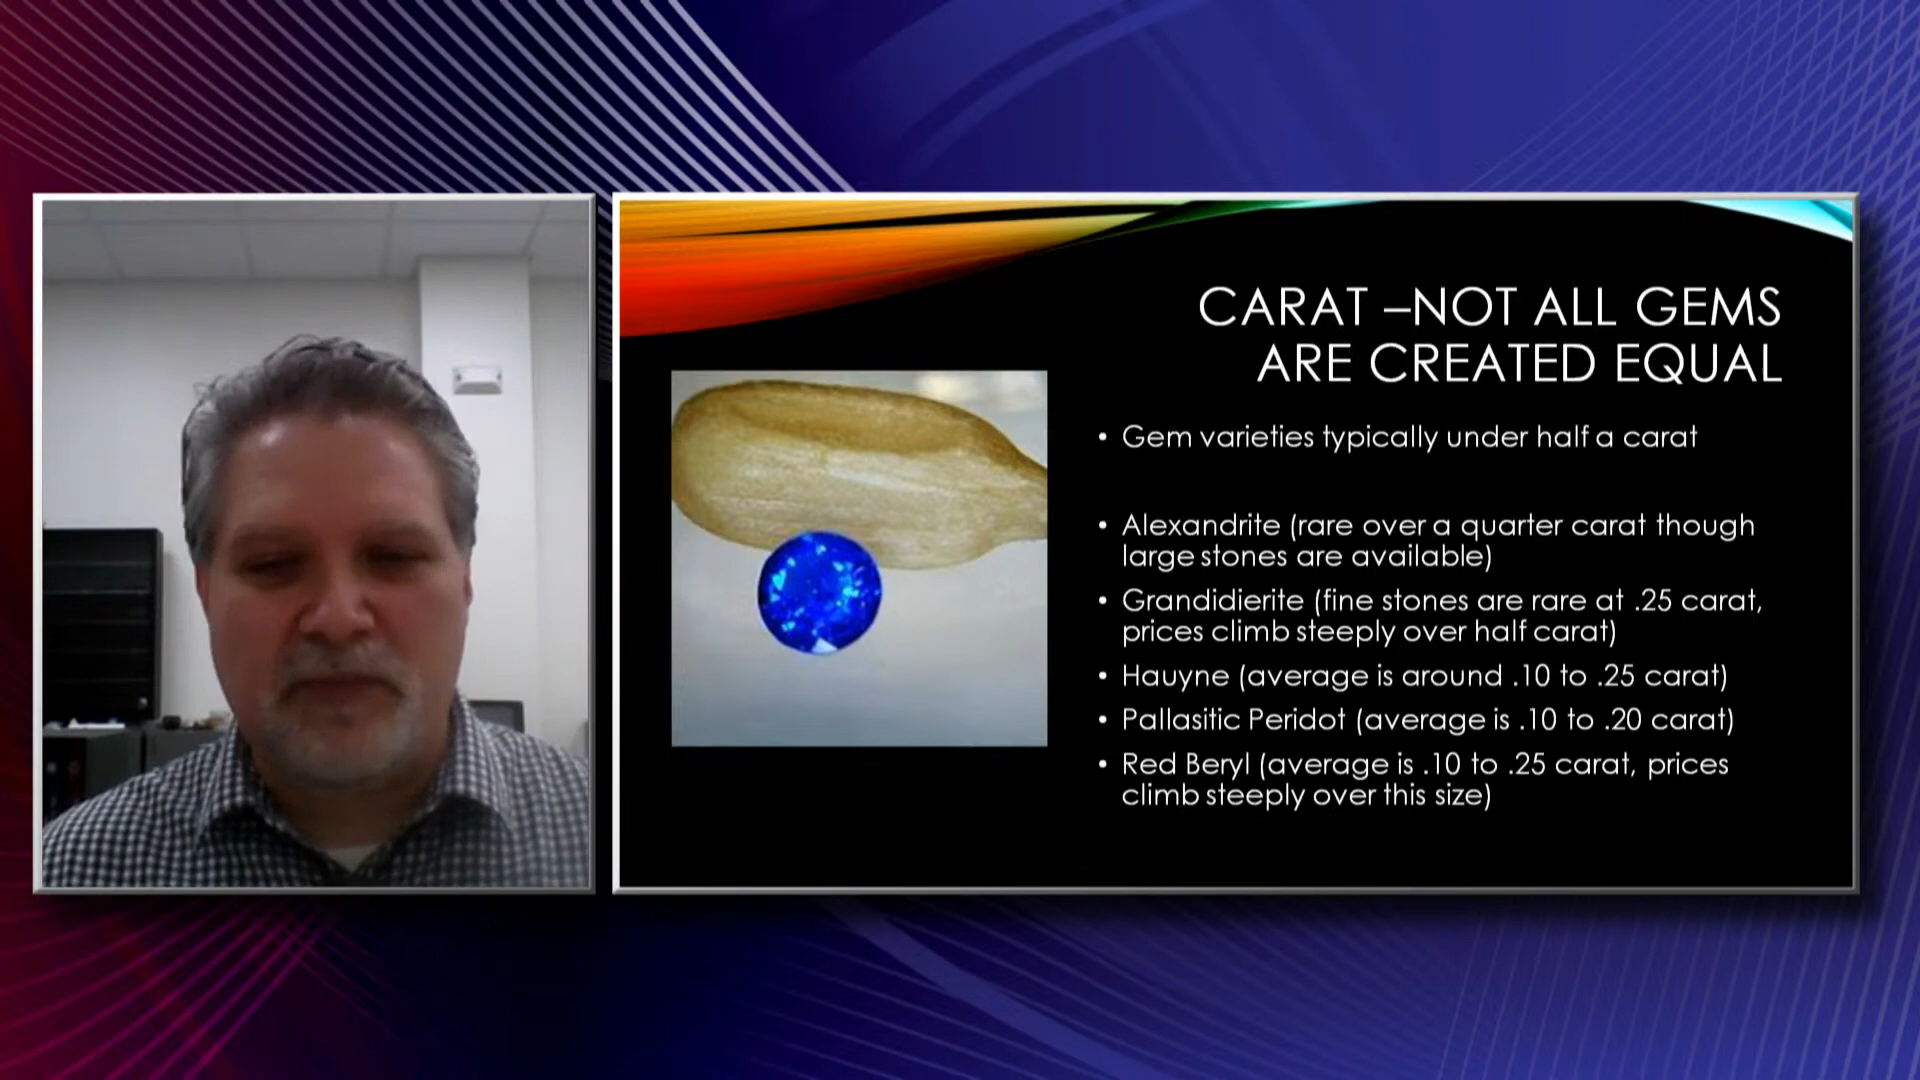 CARAT –NOT ALL GEMS
ARE CREATED EQUAL
• Gem varieties typically under half a carat
• Alexandrite (rare over a quarter carat though
large stones are available)
• Grandidierite (fine stones are rare at .25 carat,
prices climb steeply over half carat)
• Hauyne (average is around .10 to .25 carat)
• Pallasitic Peridot (average is .10 to .20 carat)
• Red Beryl (average is .10 to .25 carat, prices
climb steeply over this size)